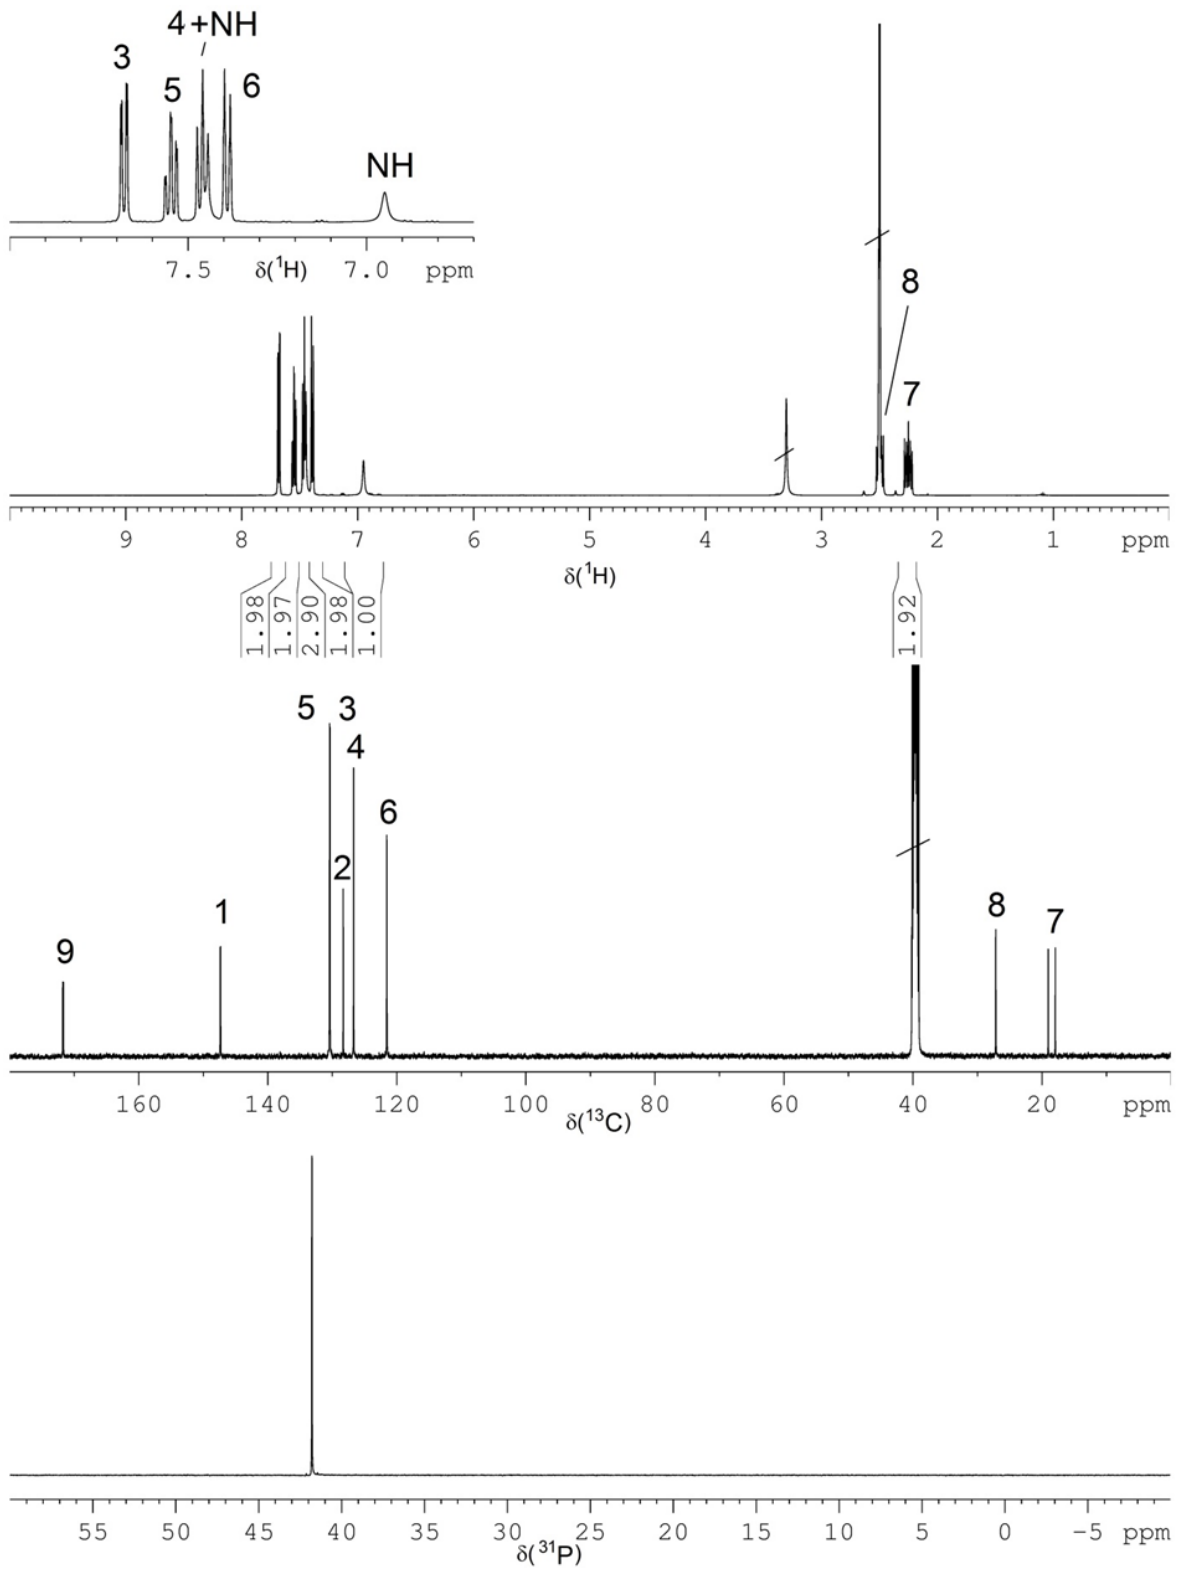 4 +NH
3
5
6
NH
7.5 δ(¹H) 7.0 ppm
8
7
9 8 7 6 5 4 3 2 1 ppm
δ(¹H)
1.98
1.97
2.90
1.98
1.00
1.92
5 3
4
6
2
1
9
8
7
160 140 120 100 80 60 40 20 ppm
δ(¹³C)
55 50 45 40 35 30 25 20 15 10 5 0 −5 ppm
δ(³¹P)